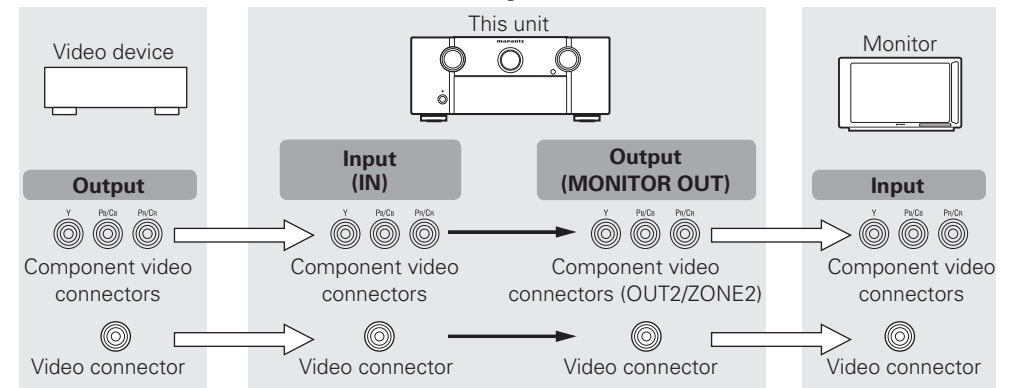 This unit
Video device
Monitor
marantz
Input
(IN)
Output
(MONITOR OUT)
Output
Input
Y PB/CB PR/CR
Y PB/CB PR/CR
Y PB/CB PR/CR
Y PB/CB PR/CR
Component video
connectors
Component video
connectors
Component video
connectors (OUT2/ZONE2)
Component video
connectors
Video connector
Video connector
Video connector
Video connector